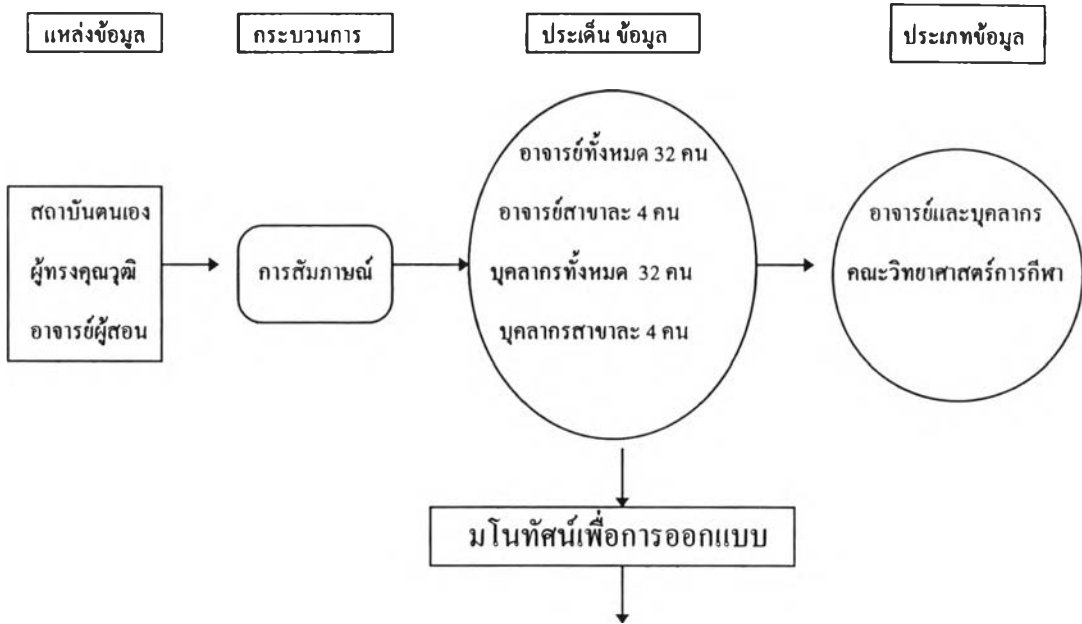 แหล่งข้อมูล
กระบวนการ
ประเด็น ข้อมูล
ประเภทข้อมูล
สถาบันตนเอง
ผู้ทรงคุณวุฒิ
อาจารย์ผู้สอน
การสัมภาษณ์
อาจารย์ทั้งหมด 32 คน
อาจารย์สาขาละ 4 คน
บุคลากรทั้งหมด 32 คน
บุคลากรสาขาละ 4 คน
อาจารย์และบุคลากร
คณะวิทยาศาสตร์การกีฬา
มโนทัศน์เพื่อการออกแบบ